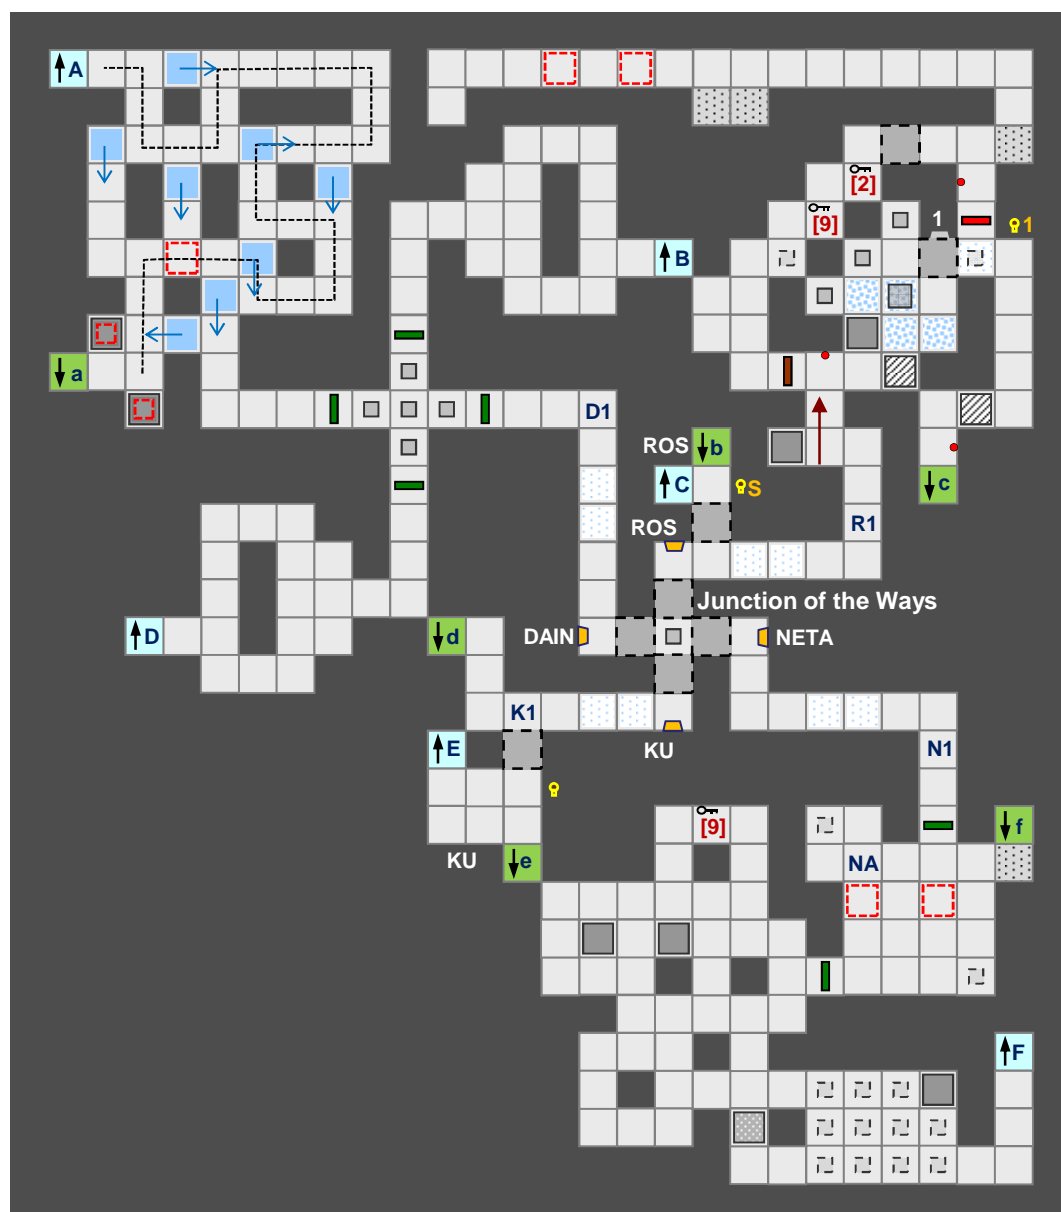 A
[2]
[9]
1
1
B
a
D1
ROS
b
C
S
c
ROS
R1
Junction of the Ways
D
d
DAIN
NETA
K1
E
KU
N1
[9]
f
KU
e
NA
F